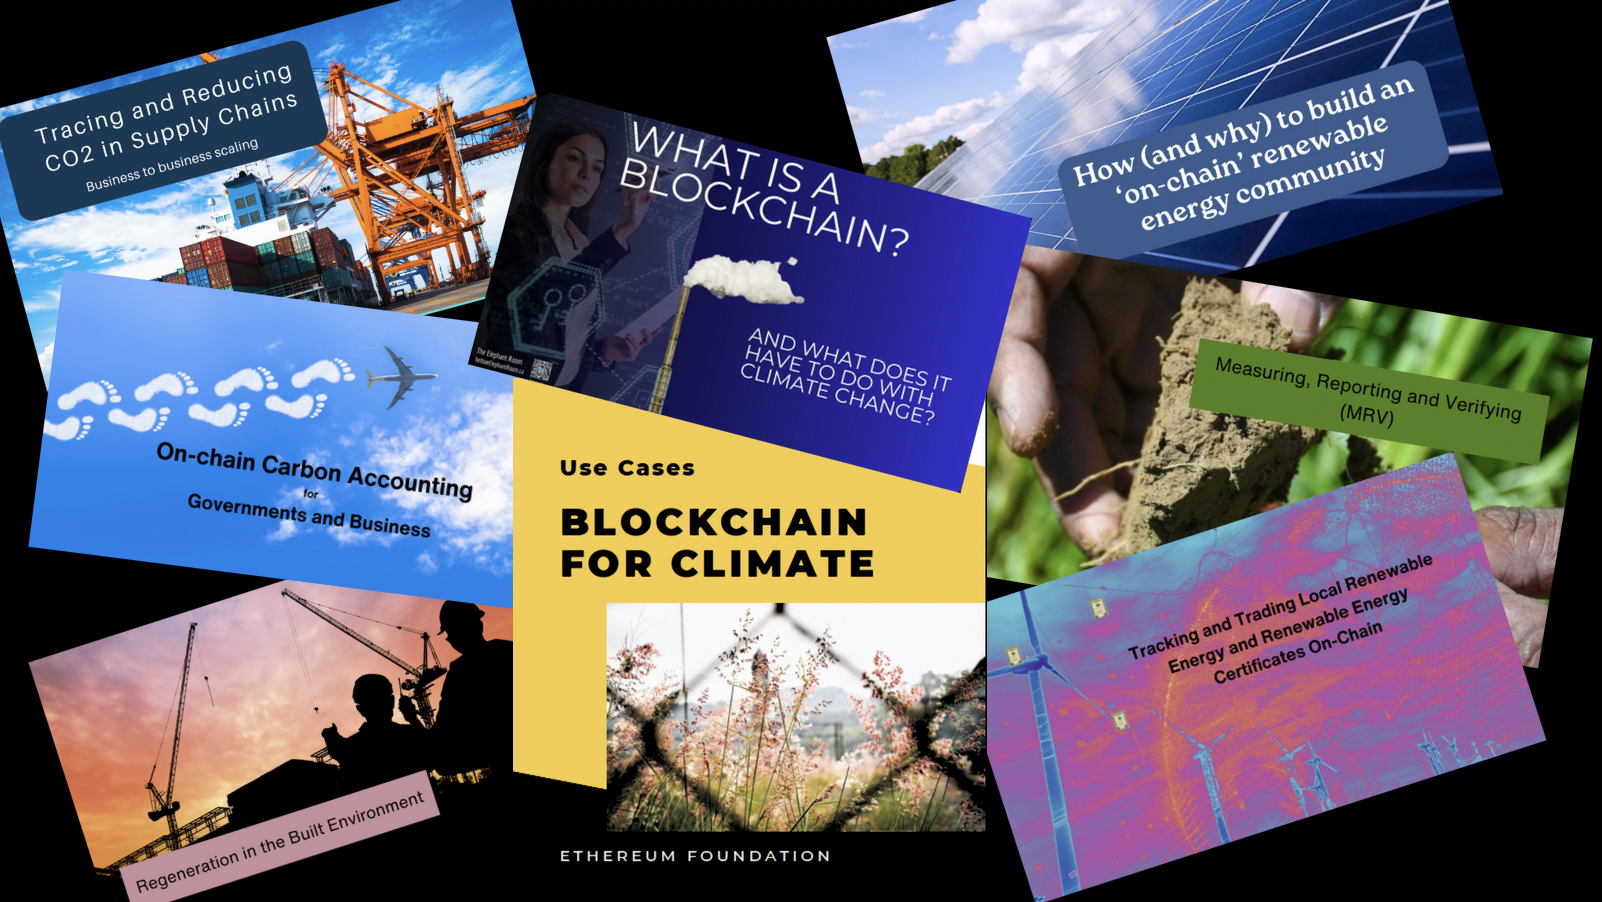 Tracing and Reducing
CO2 in Supply Chains
Business to business scaling
WHAT IS A
BLOCKCHAIN?
AND WHAT DOES IT
HAVE TO DO WITH
CLIMATE CHANGE?
The Elephant Room
How (and why) to build an
‘on-chain’ renewable
energy community
On-chain Carbon Accounting
for
Governments and Business
Use Cases
BLOCKCHAIN
FOR CLIMATE
ETHEREUM FOUNDATION
Measuring, Reporting and Verifying
(MRV)
Tracking and Trading Local Renewable
Energy and Renewable Energy
Certificates On-Chain
Regeneration in the Built Environment